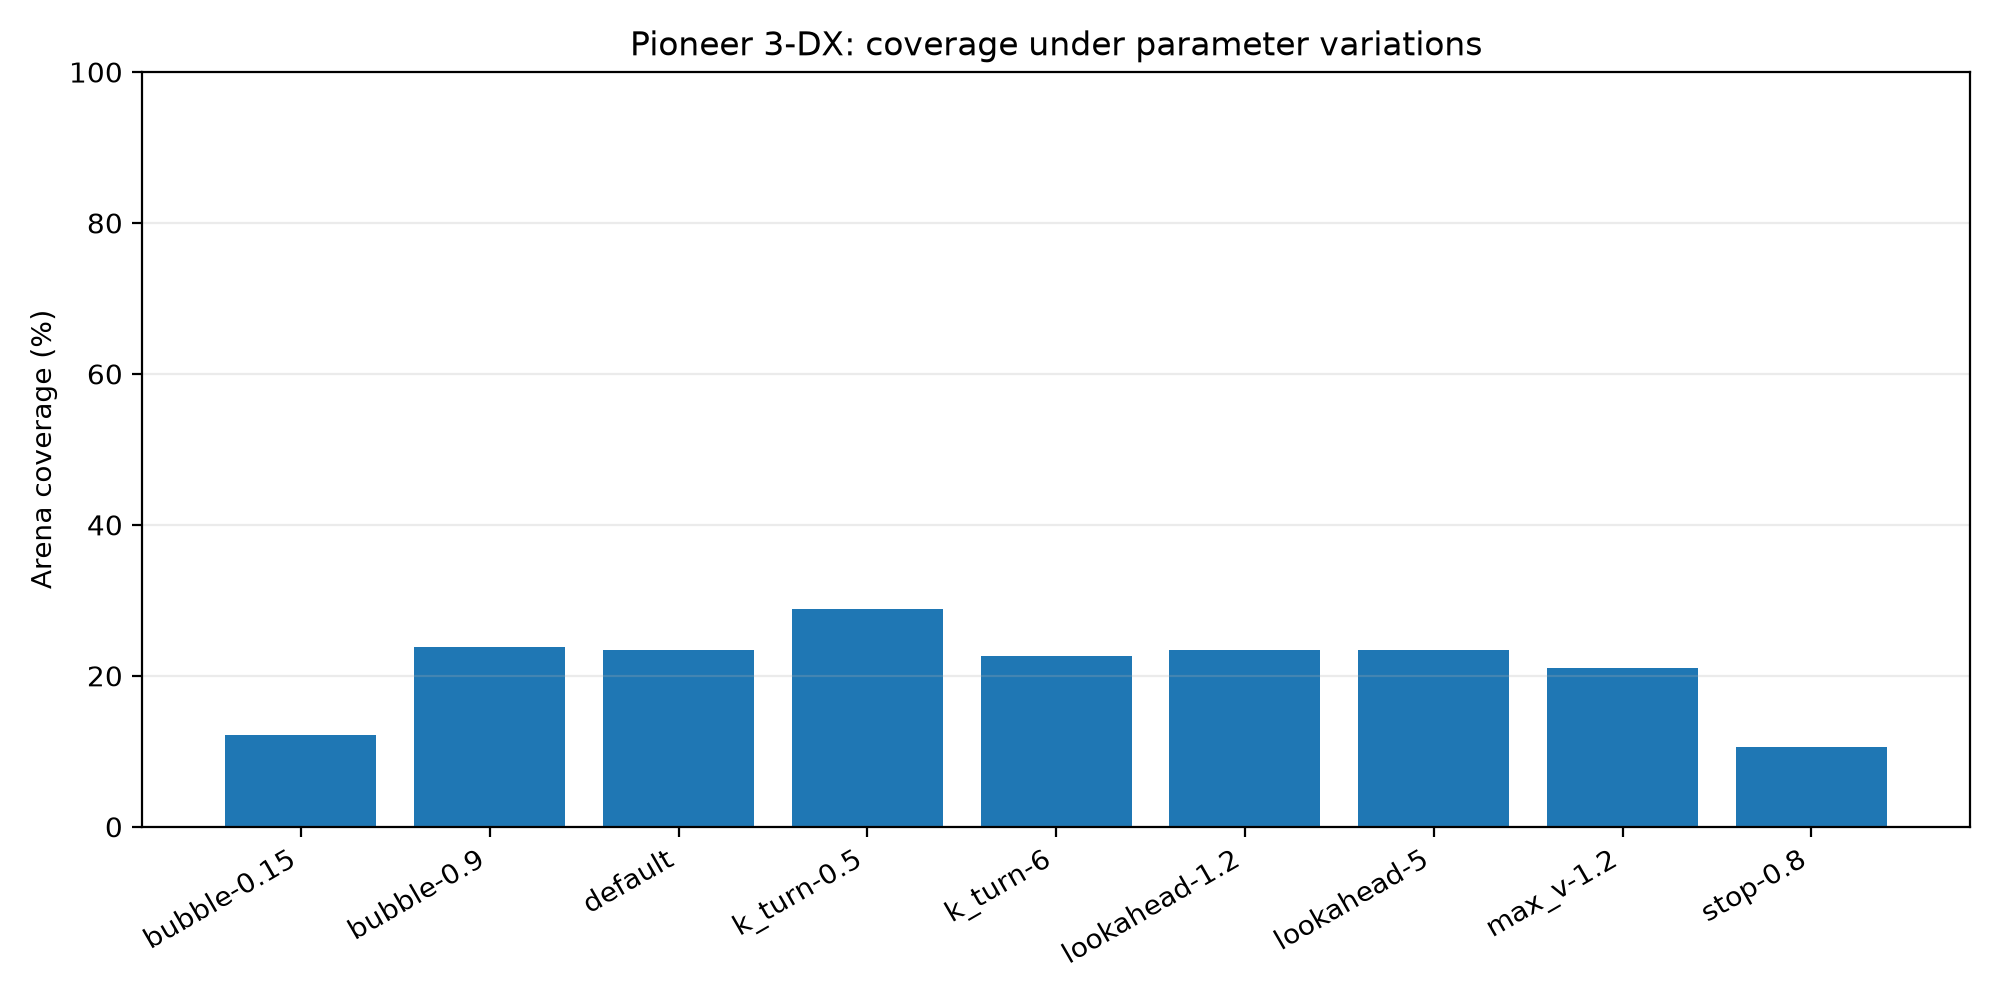 Pioneer 3-DX: coverage under parameter variations
Arena coverage (%)
100
80
60
40
20
0
bubble-0.15
bubble-0.9
default
k_turn-0.5
k_turn-6
lookahead-1.2
lookahead-5
max_v-1.2
stop-0.8